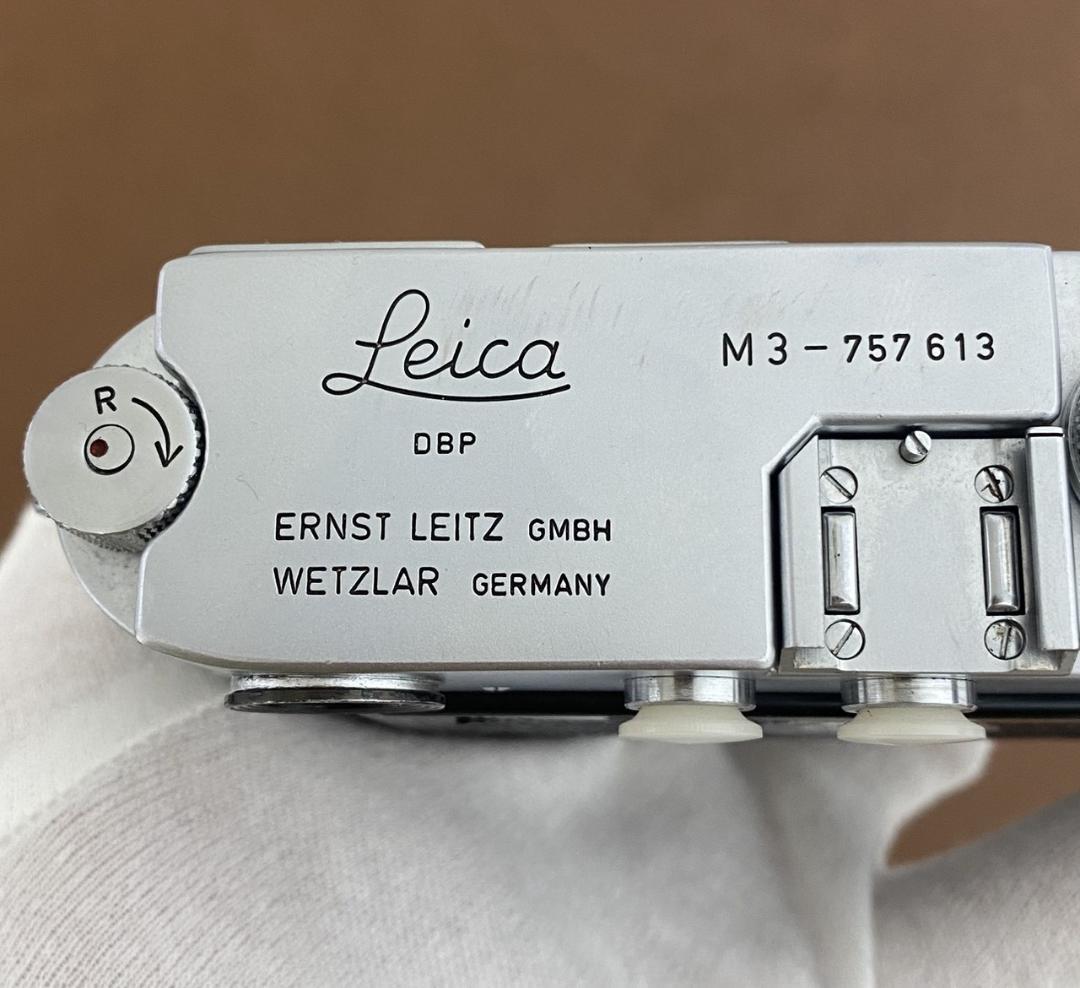 Leica
M3-757613
R
DBP
ERNST LEITZ GMBH
WETZLAR GERMANY